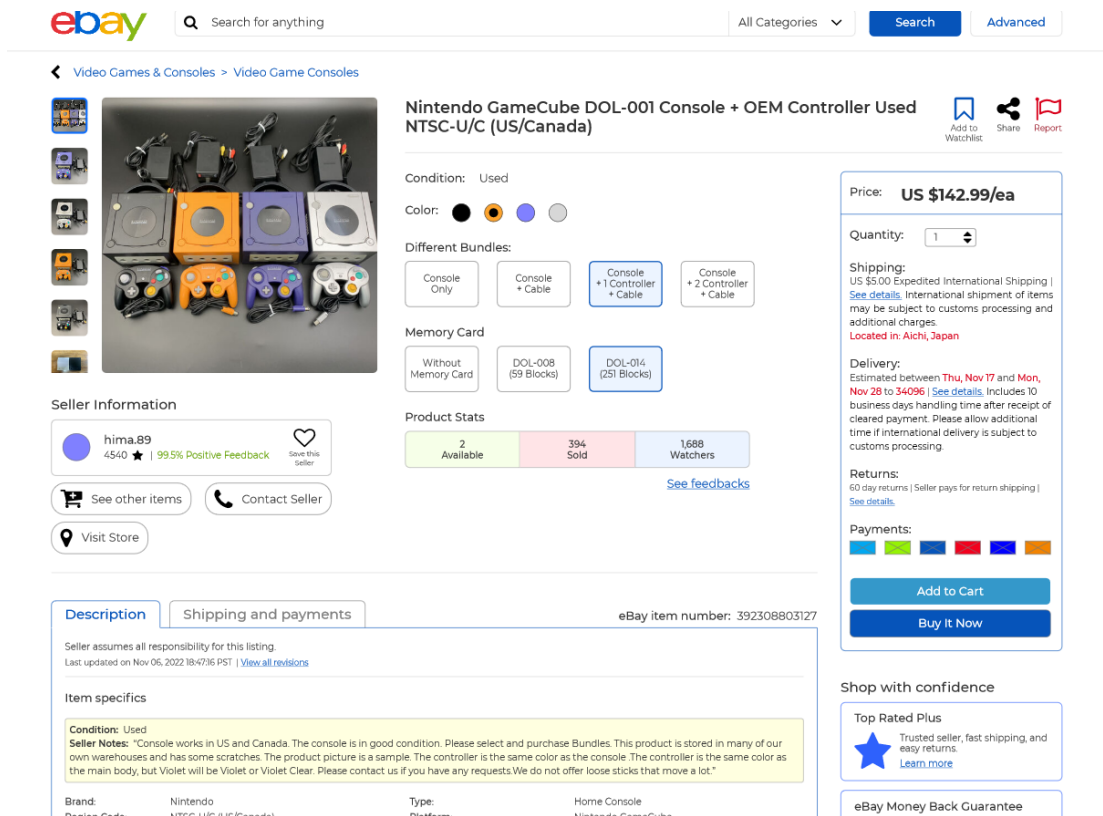 ebay
Search for anything
All Categories
Search
Advanced
Video Games & Consoles > Video Game Consoles
Nintendo GameCube DOL-001 Console + OEM Controller Used
NTSC-U/C (US/Canada)
Add to
Watchlist
Share
Report
Condition: Used
Color:
Different Bundles:
Console
Only
Console
+ Cable
Console
+ 1 Controller
+ Cable
Console
+ 2 Controller
+ Cable
Memory Card
Without
Memory Card
DOL-008
(59 Blocks)
DOL-014
(251 Blocks)
Product Stats
2
Available
394
Sold
1,688
Watchers
See feedbacks
Price: US $142.99/ea
Quantity: 1
Shipping:
US $5.00 Expedited International Shipping |
See details. International shipment of items
may be subject to customs processing and
additional charges.
Located in: Aichi, Japan
Delivery:
Estimated between Thu, Nov 17 and Mon,
Nov 28 to 34096 | See details. Includes 10
business days handling time after receipt of
cleared payment. Please allow additional
time if international delivery is subject to
customs processing.
Returns:
60 day returns | Seller pays for return shipping |
See details.
Payments:
Add to Cart
Buy It Now
Seller Information
hima.89
4540 | 99.5% Positive Feedback
Save this
Seller
See other items
Contact Seller
Visit Store
Description
Shipping and payments
eBay item number: 392308803127
Seller assumes all responsibility for this listing.
Last updated on Nov 06, 2022 18:47:16 PST | View all revisions
Item specifics
Condition: Used
Seller Notes: "Console works in US and Canada. The console is in good condition. Please select and purchase Bundles. This product is stored in many of our
own warehouses and has some scratches. The product picture is a sample. The controller is the same color as the console .The controller is the same color as
the main body, but Violet will be Violet or Violet Clear. Please contact us if you have any requests.We do not offer loose sticks that move a lot."
Brand: Nintendo Type: Home Console
Region Code: NTSC-U/C (US/Canada) Platform: Nintendo GameCube
Shop with confidence
Top Rated Plus
Trusted seller, fast shipping, and
easy returns.
Learn more
eBay Money Back Guarantee